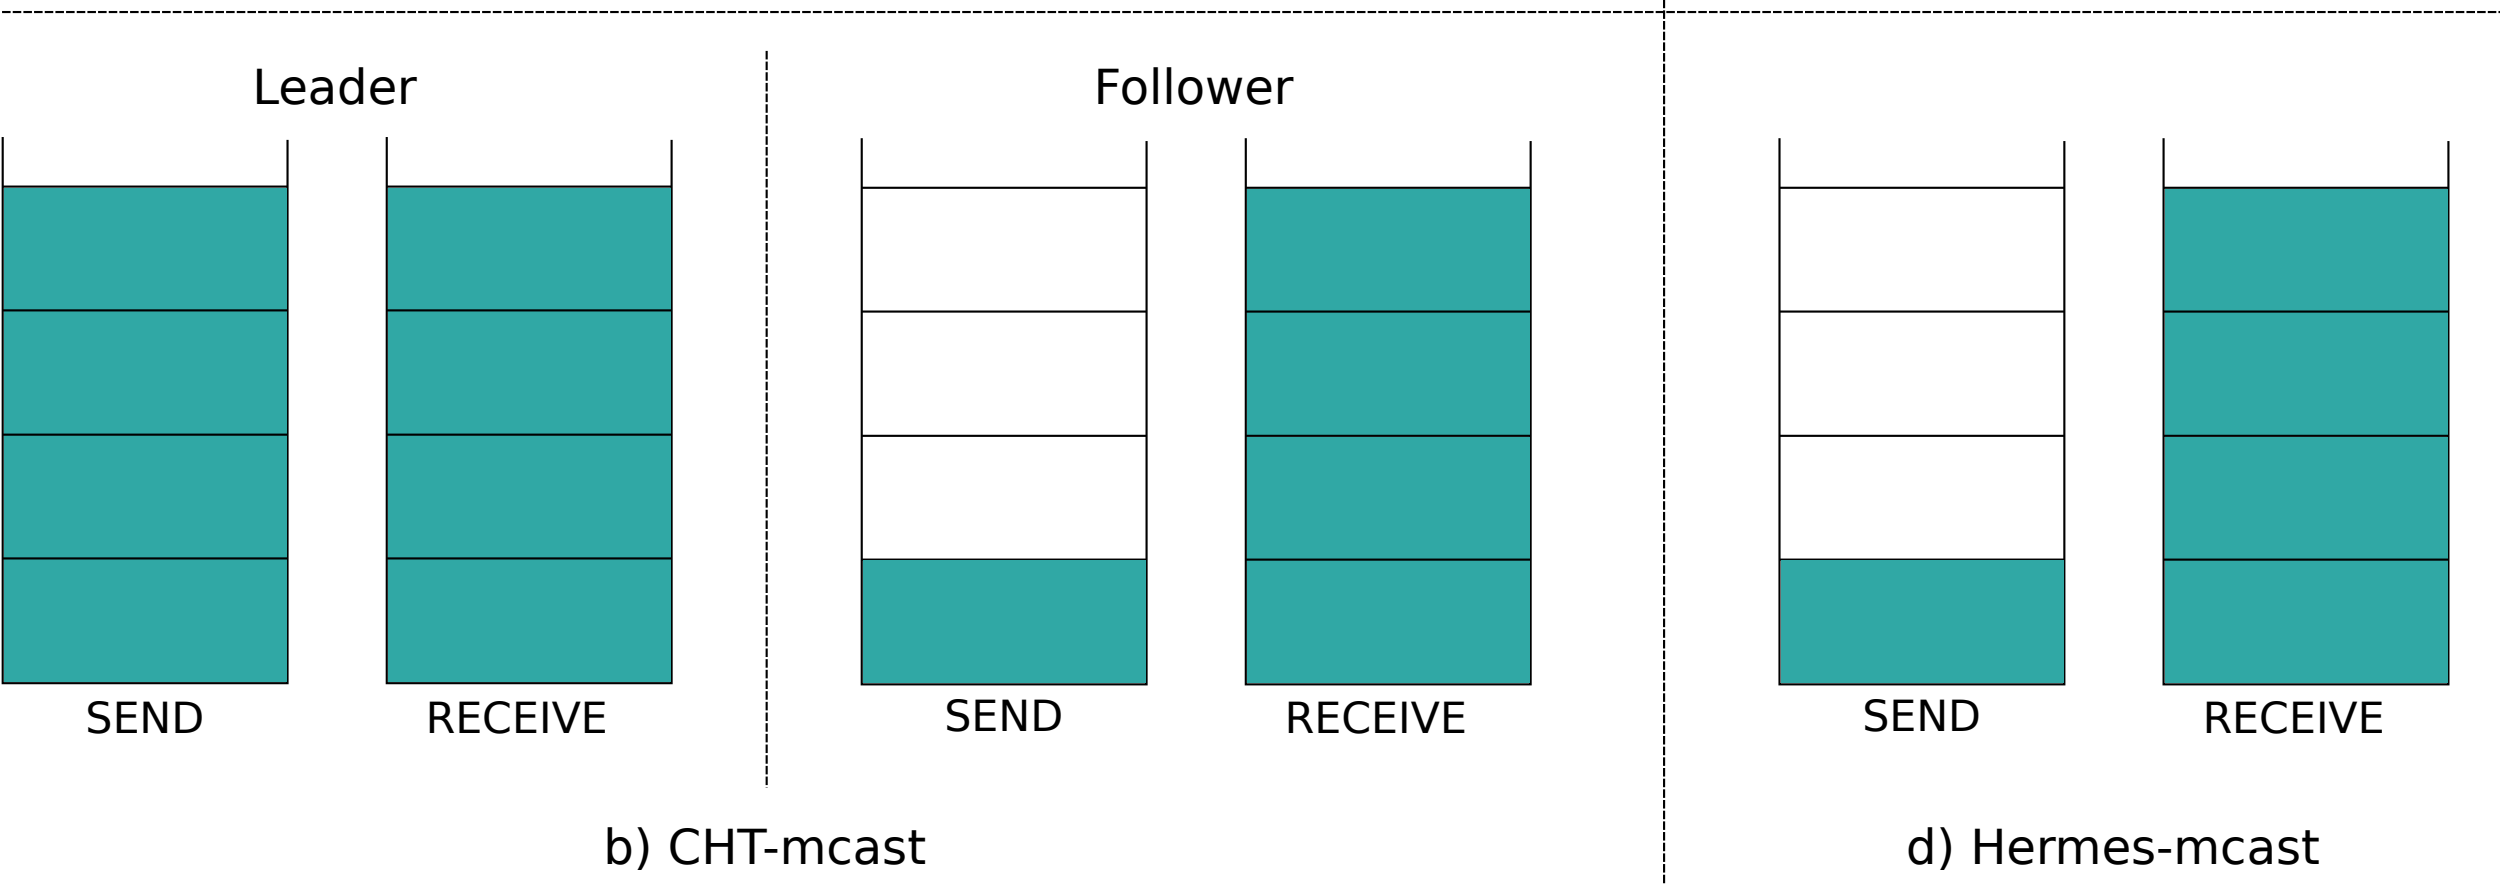 Leader
Follower
SEND
RECEIVE
SEND
RECEIVE
SEND
RECEIVE
b) CHT-mcast
d) Hermes-mcast